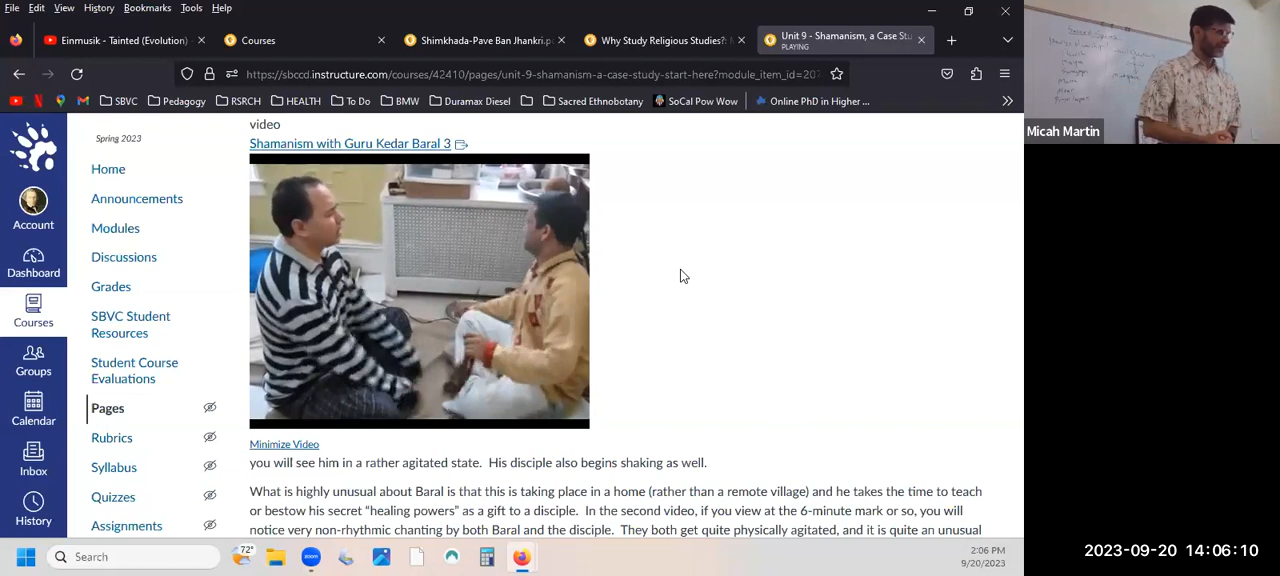 File Edit View History Bookmarks Tools Help
Einmusik - Tainted (Evolution)
Courses
Shimkhada-Pave Ban Jhankri.p
Why Study Religious Studies?: M
Unit 9 - Shamanism, a Case Stu
PLAYING
https://sbccd.instructure.com/courses/42410/pages/unit-9-shamanism-a-case-study-start-here?module_item_id=207
SBVC Pedagogy RSRCH HEALTH To Do BMW Duramax Diesel Sacred Ethnobotany SoCal Pow Wow Online PhD in Higher ...
Account
Dashboard
Courses
Groups
Calendar
Inbox
History
Spring 2023
Home
Announcements
Modules
Discussions
Grades
SBVC Student
Resources
Student Course
Evaluations
Pages
Rubrics
Syllabus
Quizzes
Assignments
video
Shamanism with Guru Kedar Baral 3
Minimize Video
you will see him in a rather agitated state. His disciple also begins shaking as well.
What is highly unusual about Baral is that this is taking place in a home (rather than a remote village) and he takes the time to teach
or bestow his secret “healing powers” as a gift to a disciple. In the second video, if you view at the 6-minute mark or so, you will
notice very non-rhythmic chanting by both Baral and the disciple. They both get quite physically agitated, and it is quite an unusual
Search
72°
2:06 PM
9/20/2023
Micah Martin
2023-09-20 14:06:10